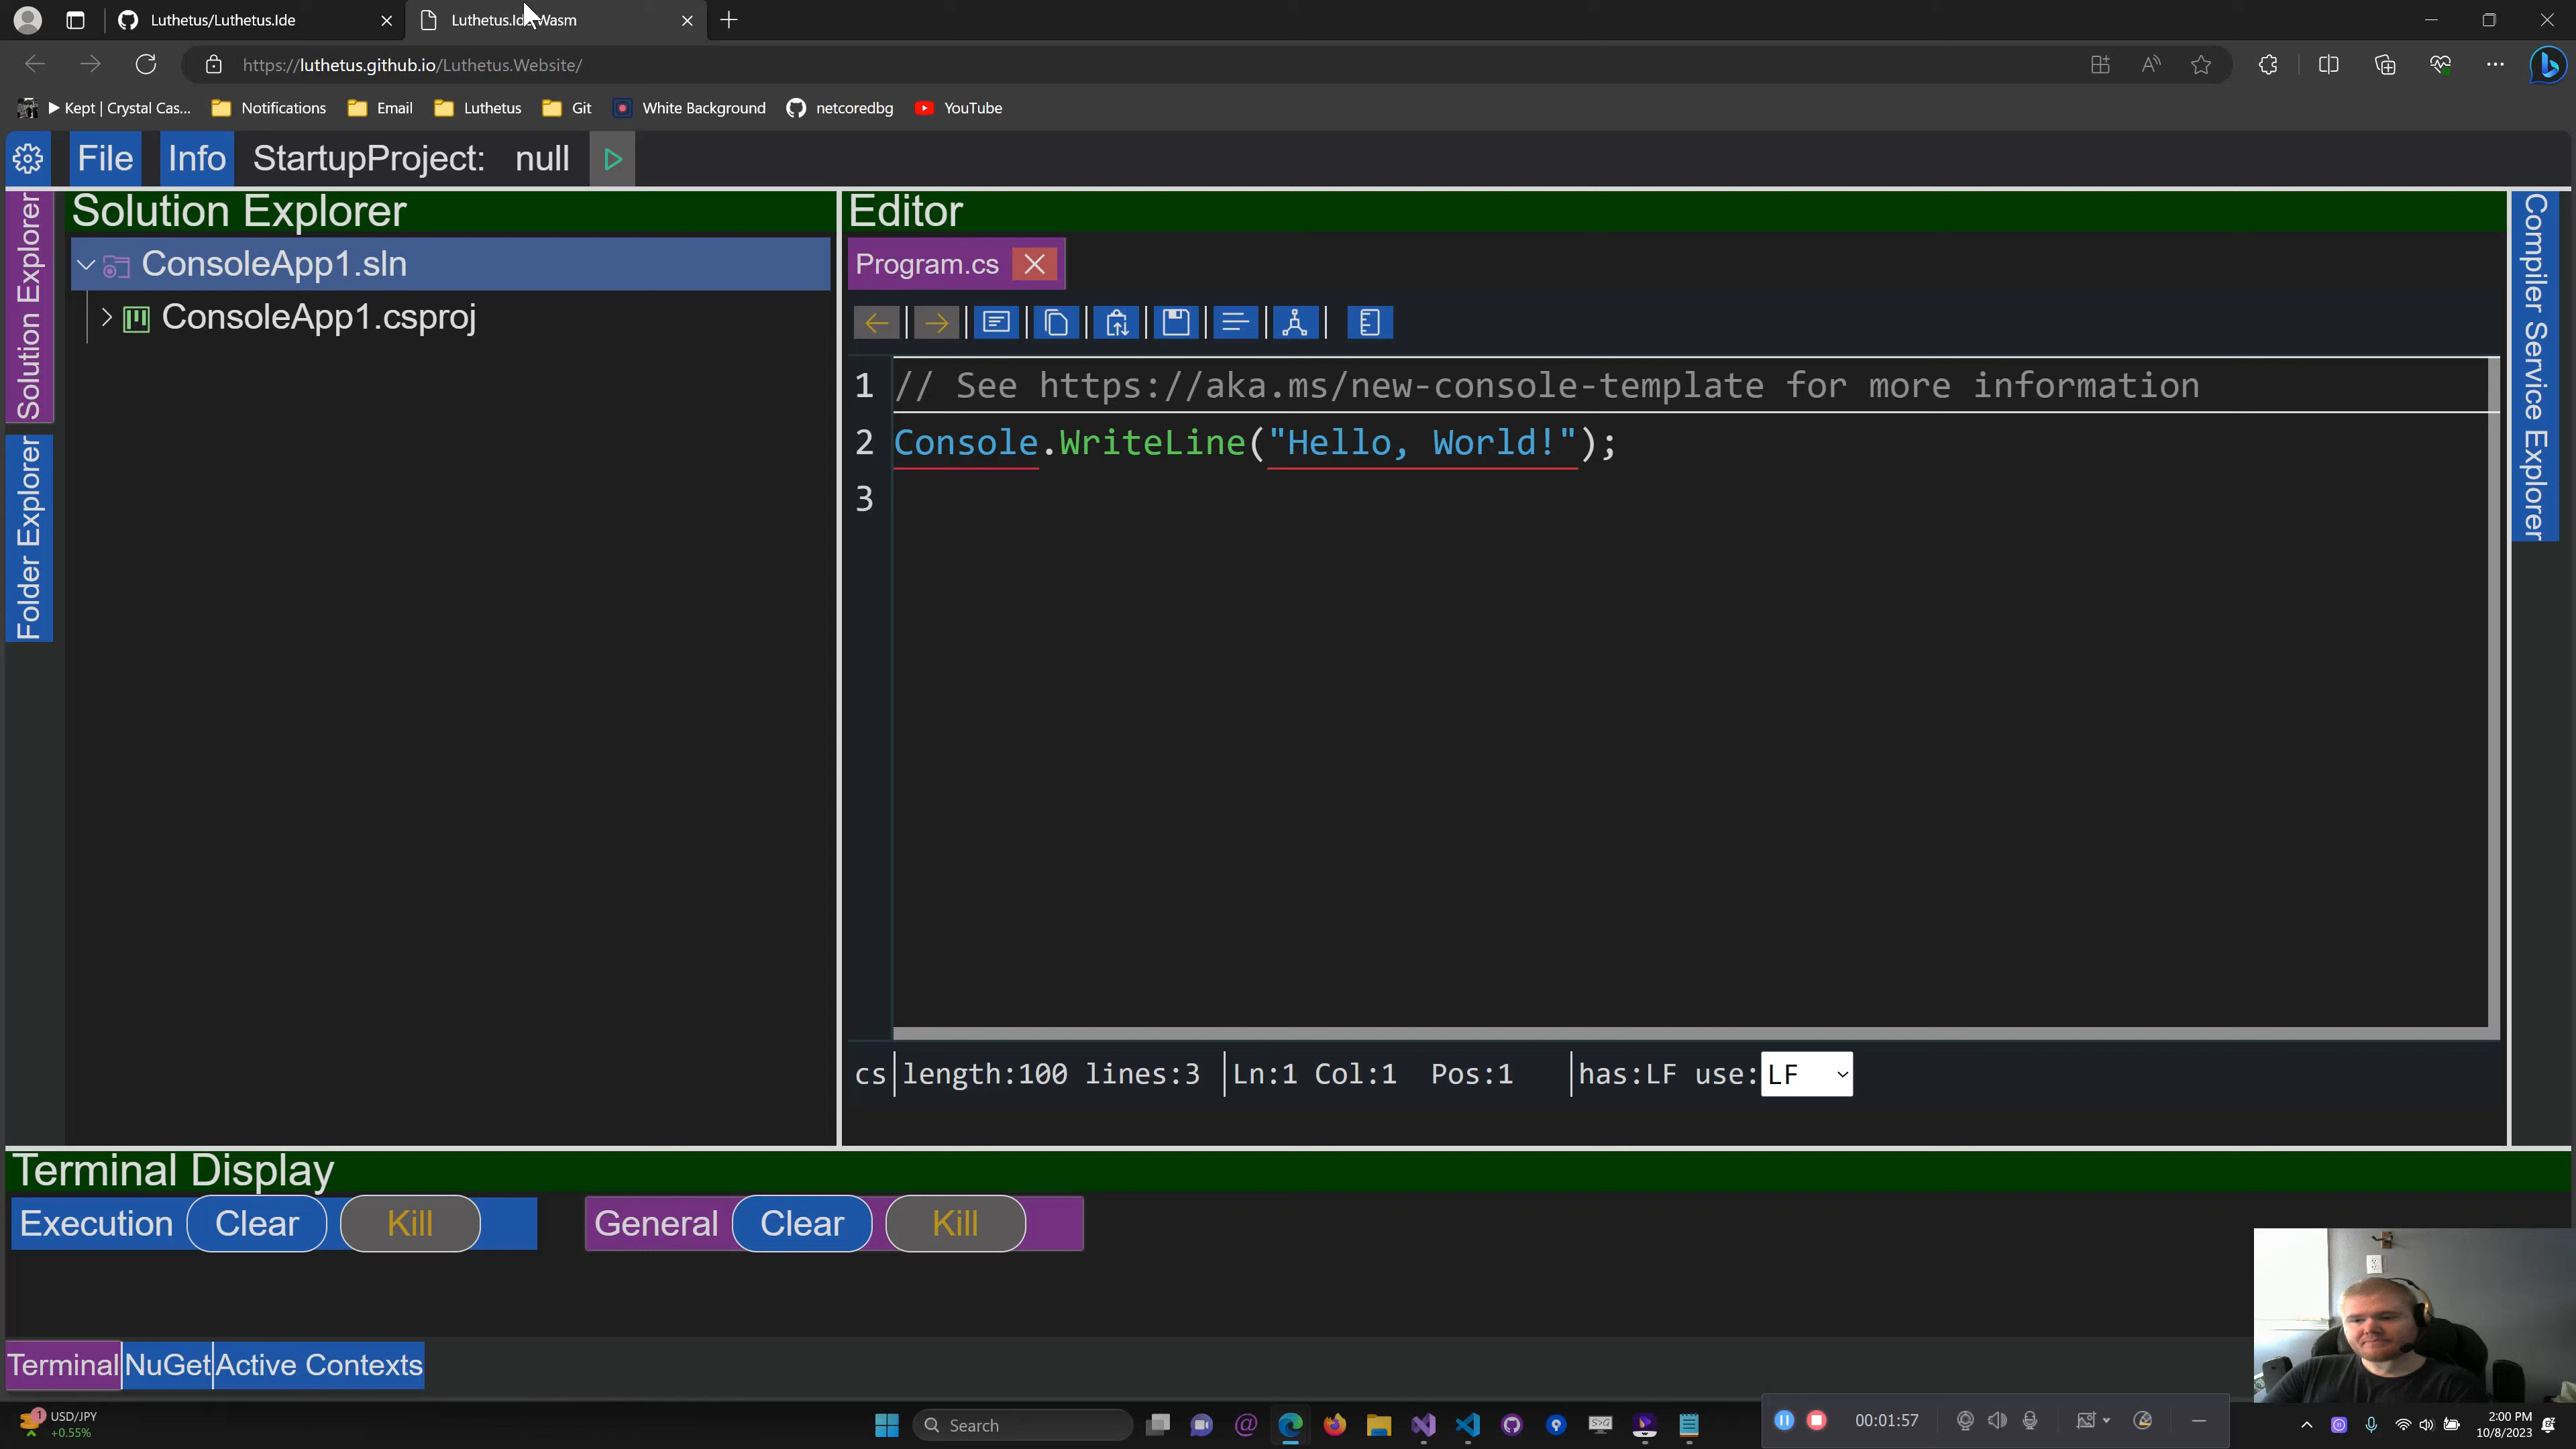 Luthetus/Luthetus.Ide
Luthetus.Ide.Wasm
https://luthetus.github.io/Luthetus.Website/
▶ Kept | Crystal Cas...
Notifications
Email
Luthetus
Git
White Background
netcoredbg
YouTube
File
Info
StartupProject: null
Solution Explorer
Folder Explorer
Solution Explorer
ConsoleApp1.sln
ConsoleApp1.csproj
Editor
Program.cs
1 // See https://aka.ms/new-console-template for more information
2 Console.WriteLine("Hello, World!");
3
cs length:100 lines:3 Ln:1 Col:1 Pos:1 has:LF use: LF
Compiler Service Explorer
Terminal Display
Execution Clear Kill
General Clear Kill
Terminal NuGet Active Contexts
1
USD/JPY
+0.55%
Search
00:01:57
2:00 PM
10/8/2023